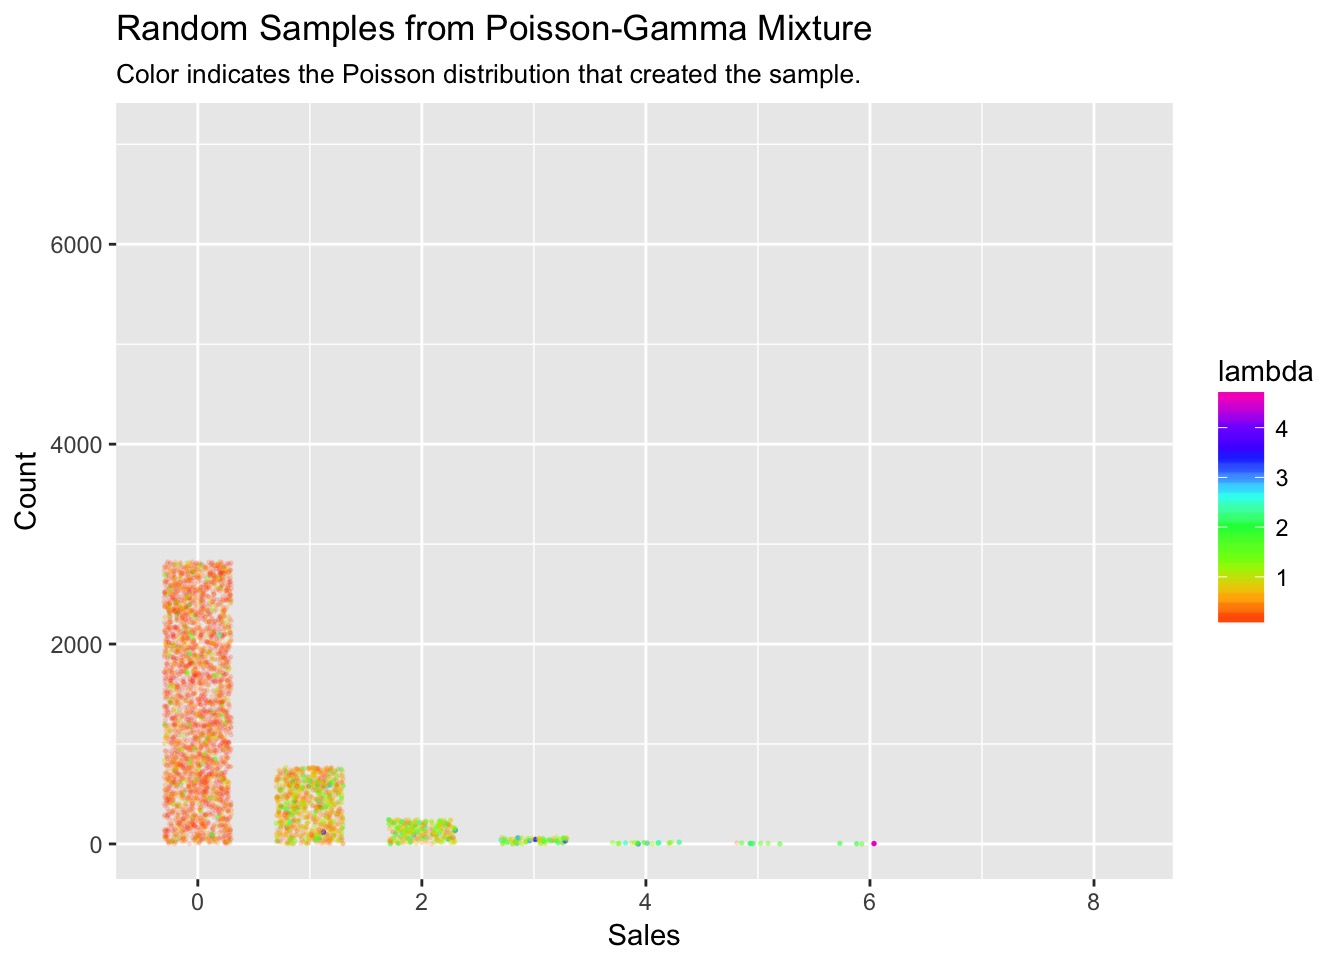 Random Samples from Poisson-Gamma Mixture
Color indicates the Poisson distribution that created the sample.
6000
4000
2000
0
Count
0 2 4 6 8
Sales
lambda
4
3
2
1